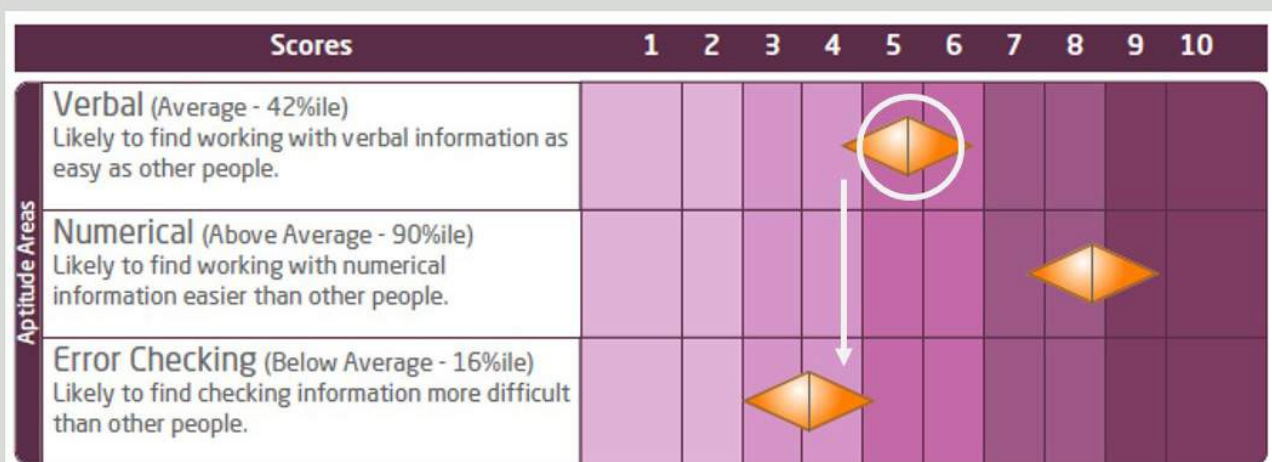 Scores 1 2 3 4 5 6 7 8 9 10
Aptitude Areas
Verbal (Average - 42%ile)
Likely to find working with verbal information as
easy as other people.
Numerical (Above Average - 90%ile)
Likely to find working with numerical
information easier than other people.
Error Checking (Below Average - 16%ile)
Likely to find checking information more difficult
than other people.